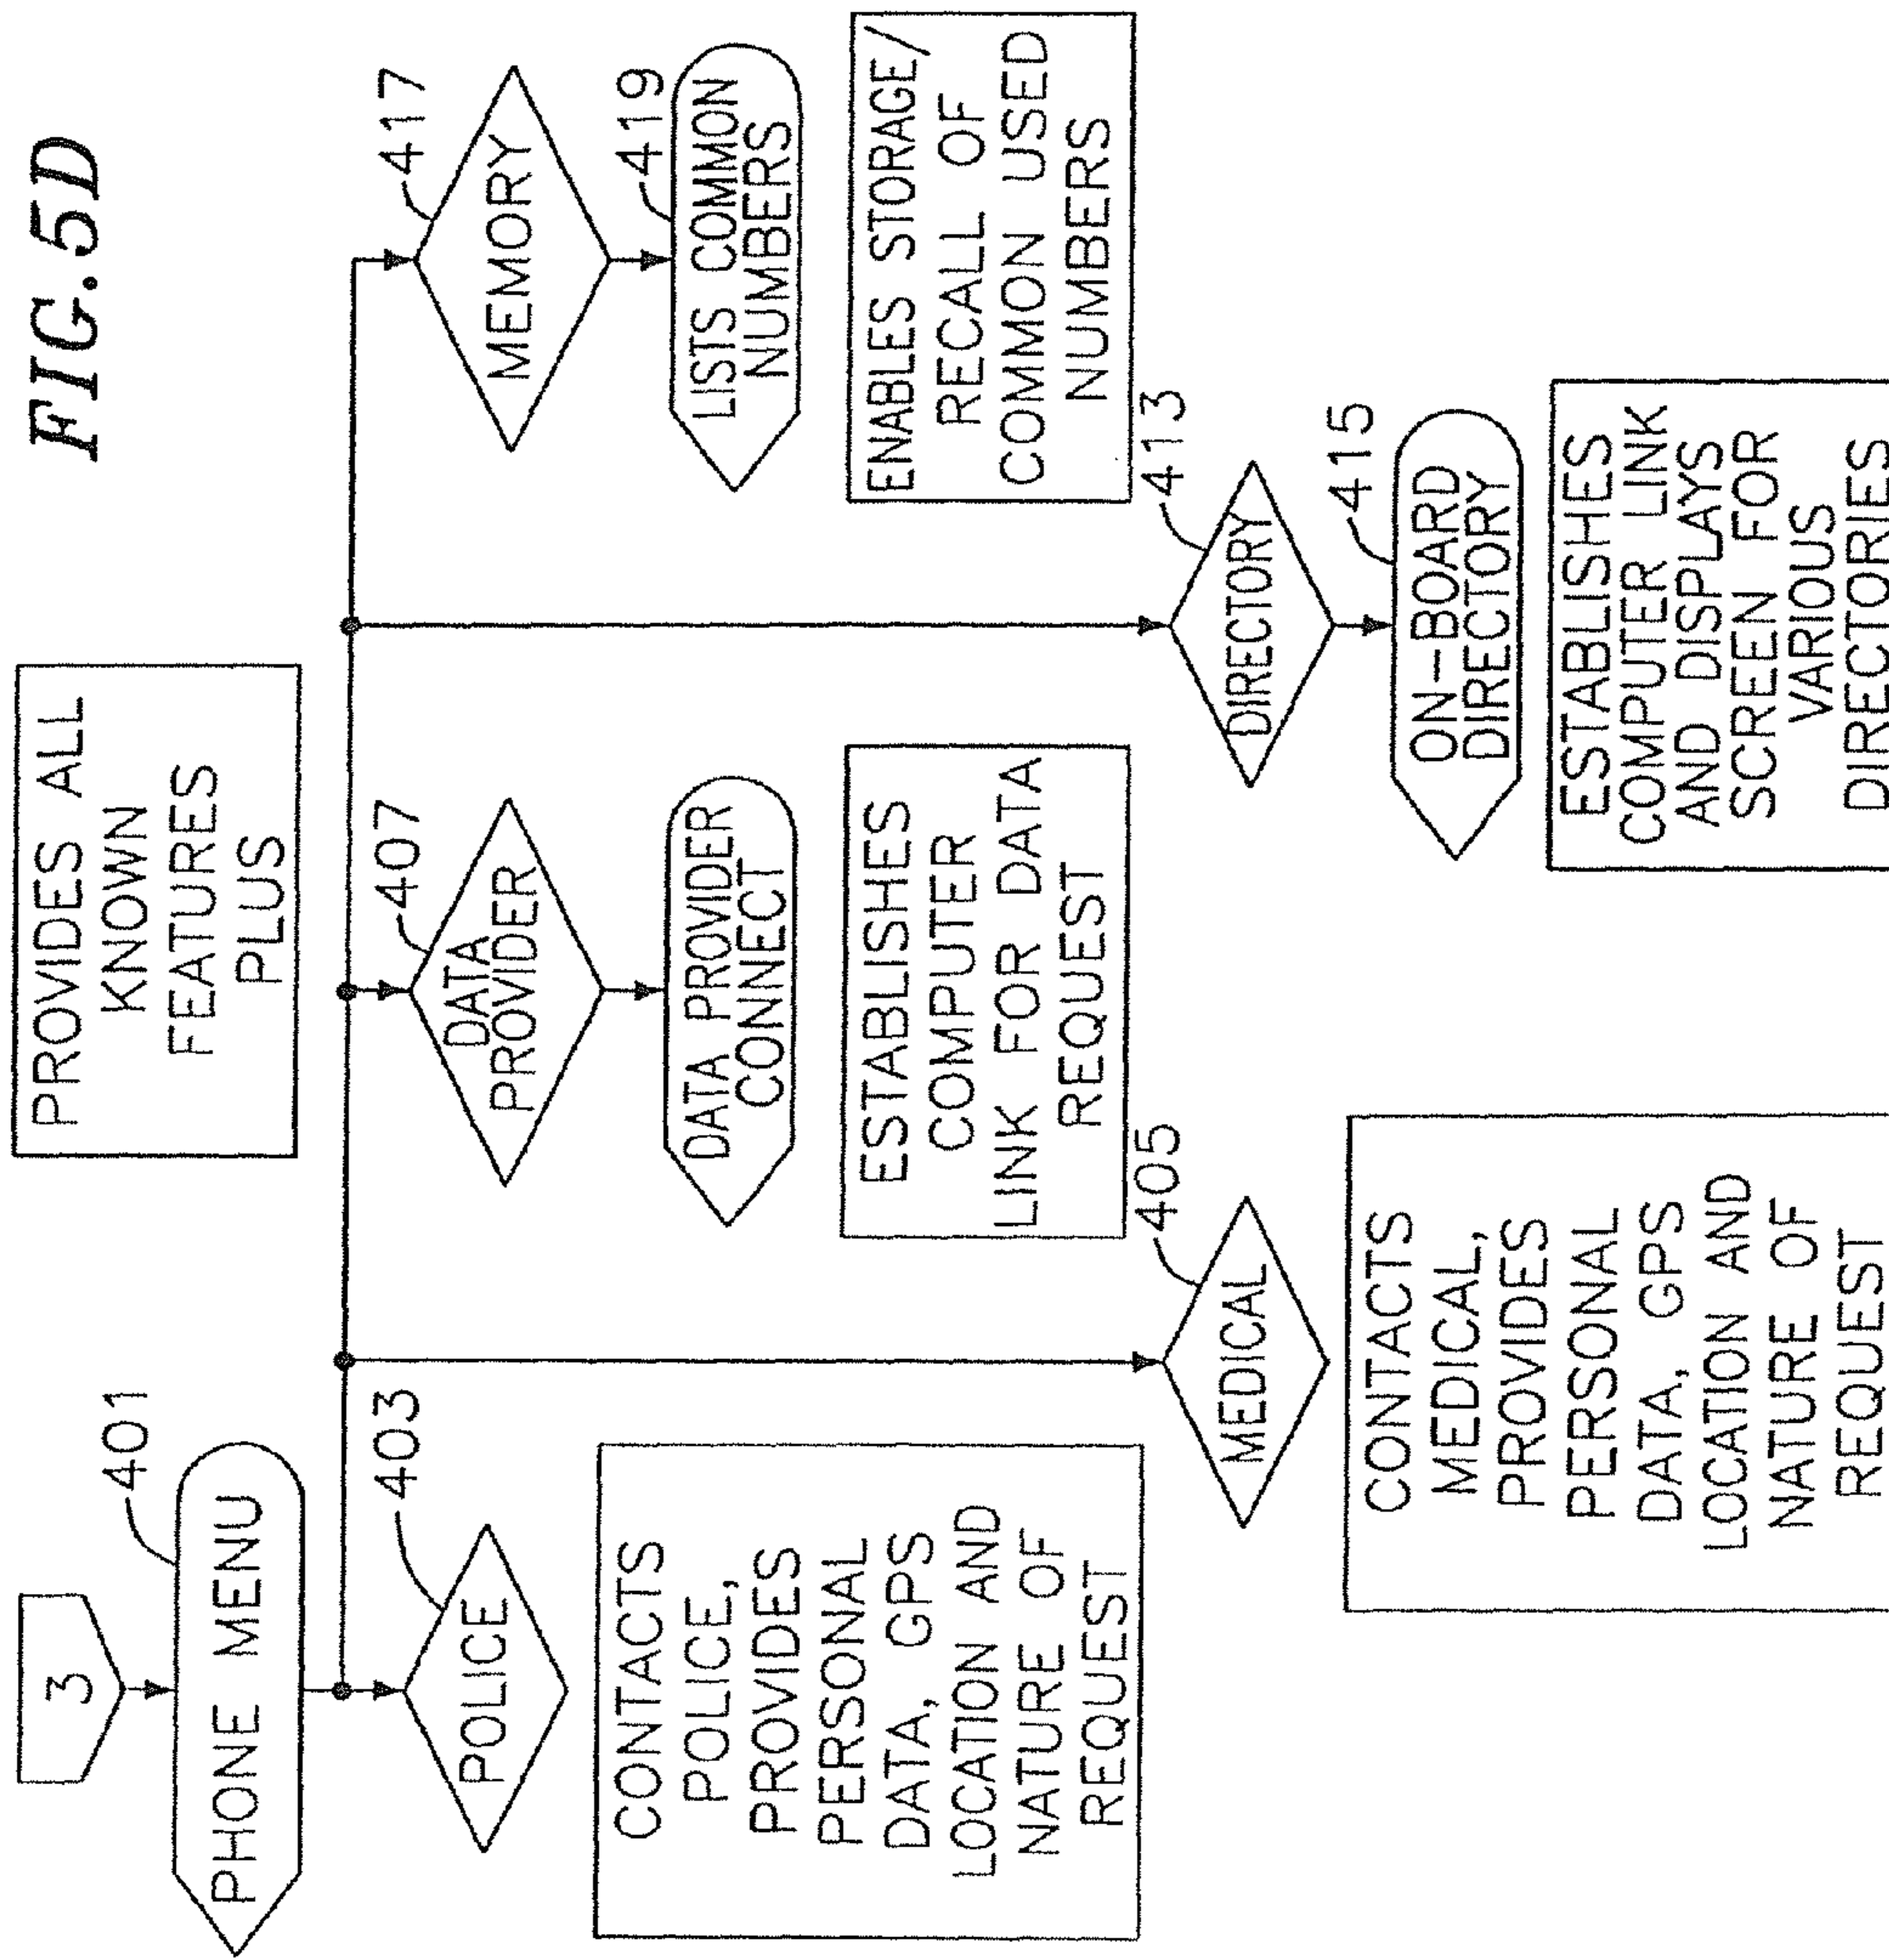 FIG.5D
3
401
PHONE MENU
PROVIDES ALL
KNOWN
FEATURES
PLUS
403
POLICE
CONTACTS
POLICE,
PROVIDES
PERSONAL
DATA, GPS
LOCATION AND
NATURE OF
REQUEST
405
MEDICAL
CONTACTS
MEDICAL,
PROVIDES
PERSONAL
DATA, GPS
LOCATION AND
NATURE OF
REQUEST
407
DATA
PROVIDER
DATA PROVIDER
CONNECT
ESTABLISHES
COMPUTER
LINK FOR DATA
REQUEST
413
DIRECTORY
415
ON-BOARD
DIRECTORY
ESTABLISHES
COMPUTER LINK
AND DISPLAYS
SCREEN FOR
VARIOUS
DIRECTORIES
417
MEMORY
419
LISTS COMMON
NUMBERS
ENABLES STORAGE/
RECALL OF
COMMON USED
NUMBERS